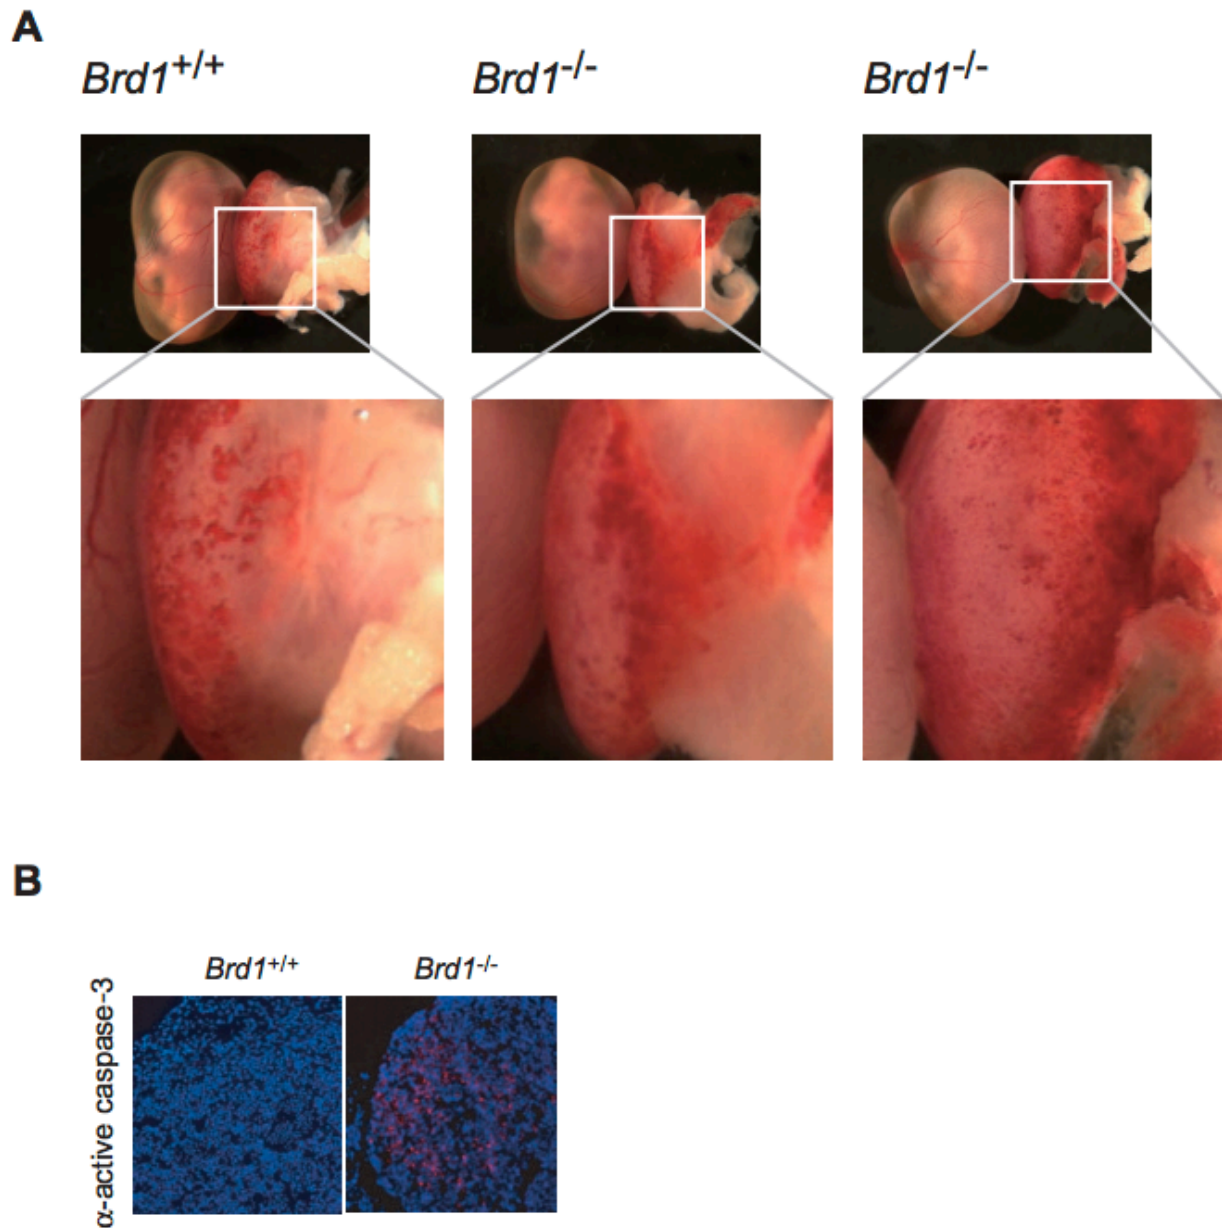 A
Brd1+/+
Brd1-/-
Brd1-/-
B
Brd1+/+
Brd1-/-
α-active caspase-3